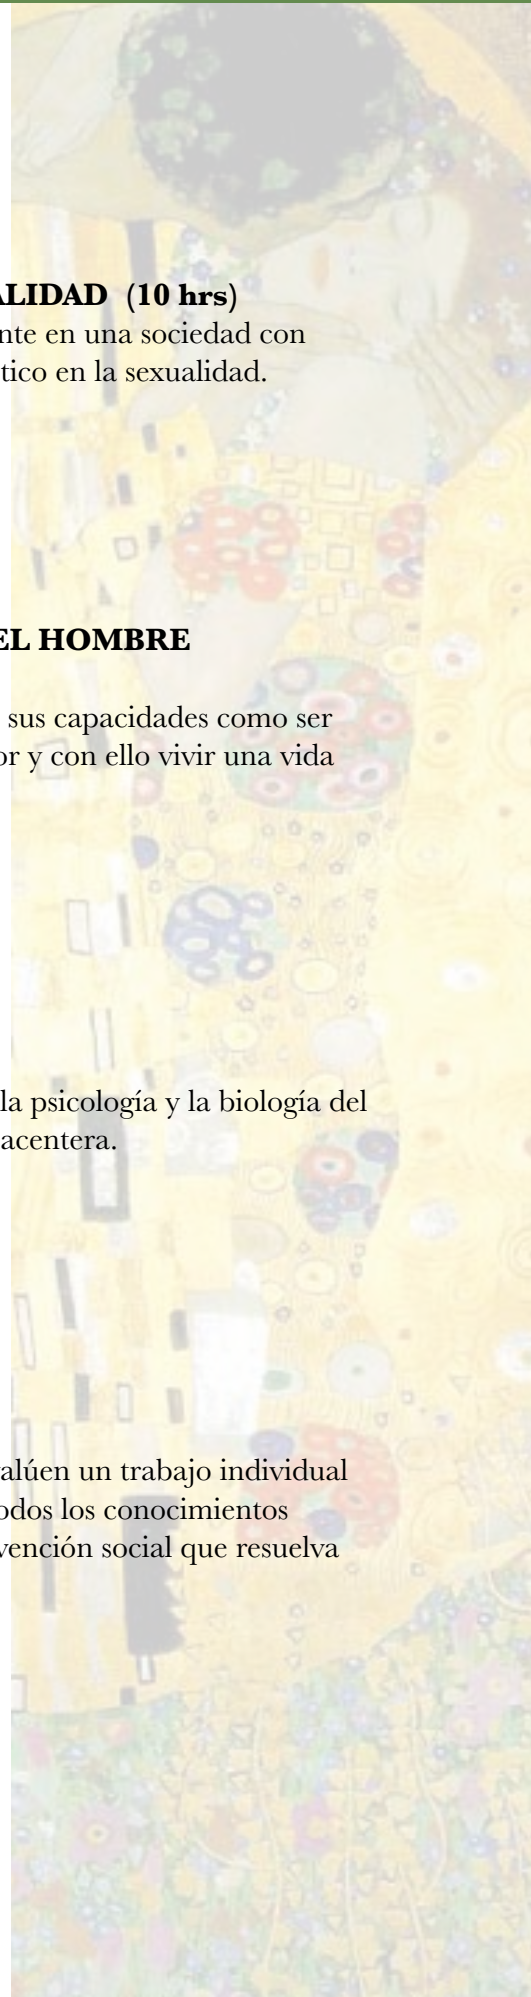 ALIDAD (10 hrs)
nte en una sociedad con
tico en la sexualidad.
EL HOMBRE
sus capacidades como ser
or y con ello vivir una vida
la psicología y la biología del
acentera.
alúen un trabajo individual
odos los conocimientos
vención social que resuelva